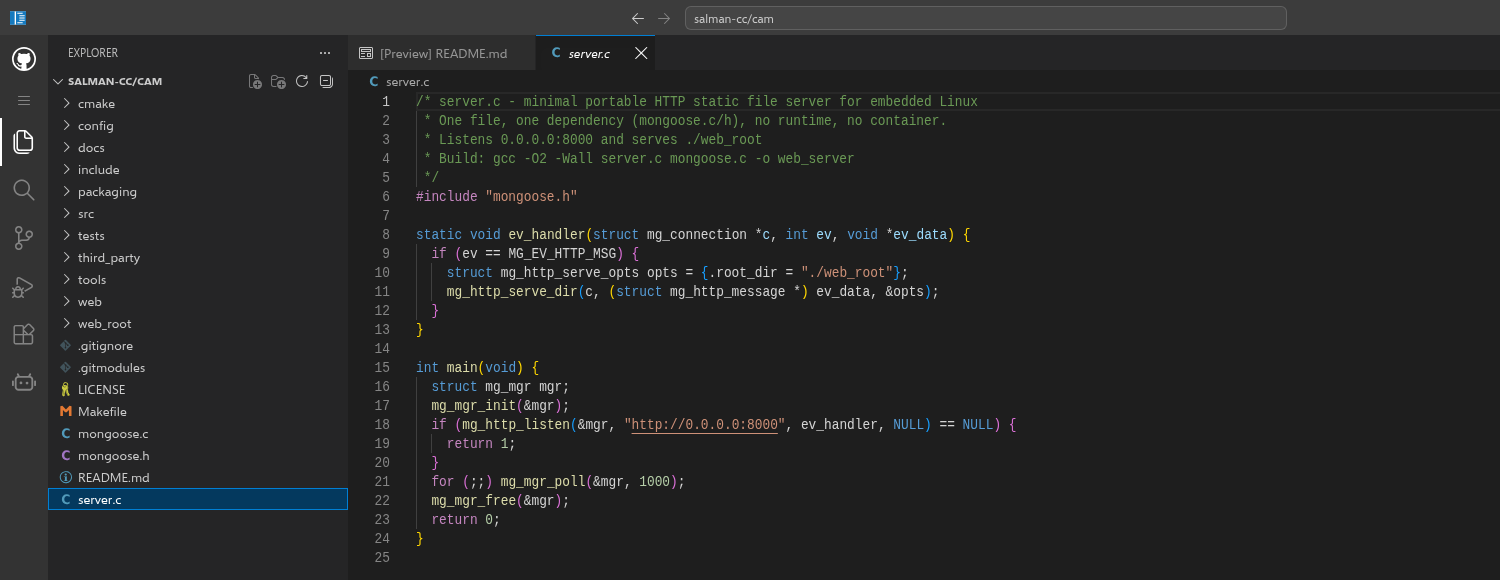 salman-cc/cam
EXPLORER
SALMAN-CC/CAM
cmake
config
docs
include
packaging
src
tests
third_party
tools
web
web_root
.gitignore
.gitmodules
LICENSE
Makefile
mongoose.c
mongoose.h
README.md
server.c
[Preview] README.md
server.c
server.c
1 /* server.c - minimal portable HTTP static file server for embedded Linux
2  * One file, one dependency (mongoose.c/h), no runtime, no container.
3  * Listens 0.0.0.0:8000 and serves ./web_root
4  * Build: gcc -O2 -Wall server.c mongoose.c -o web_server
5  */
6 #include "mongoose.h"
7
8 static void ev_handler(struct mg_connection *c, int ev, void *ev_data) {
9   if (ev == MG_EV_HTTP_MSG) {
10     struct mg_http_serve_opts opts = {.root_dir = "./web_root"};
11     mg_http_serve_dir(c, (struct mg_http_message *) ev_data, &opts);
12   }
13 }
14
15 int main(void) {
16   struct mg_mgr mgr;
17   mg_mgr_init(&mgr);
18   if (mg_http_listen(&mgr, "http://0.0.0.0:8000", ev_handler, NULL) == NULL) {
19     return 1;
20   }
21   for (;;) mg_mgr_poll(&mgr, 1000);
22   mg_mgr_free(&mgr);
23   return 0;
24 }
25